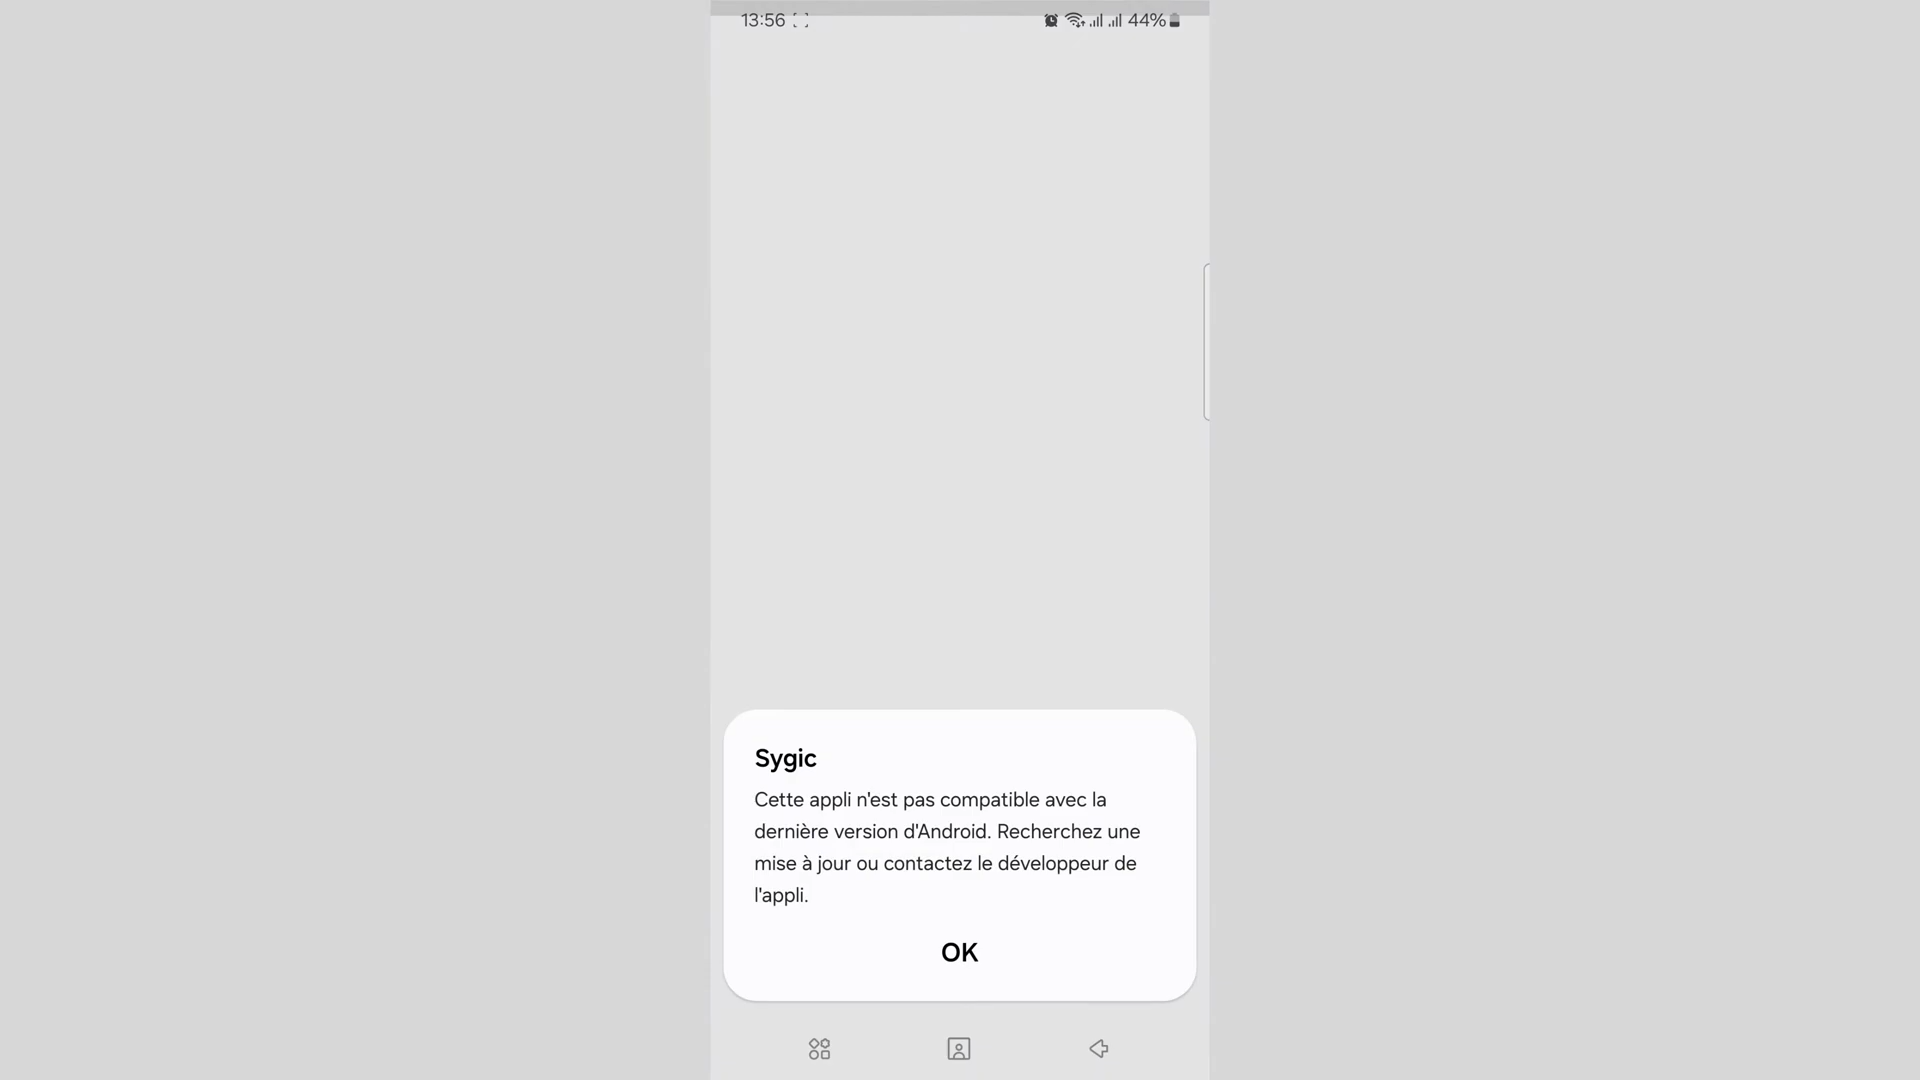 13:56 44%
Sygic
Cette appli n'est pas compatible avec la
dernière version d'Android. Recherchez une
mise à jour ou contactez le développeur de
l'appli.
OK